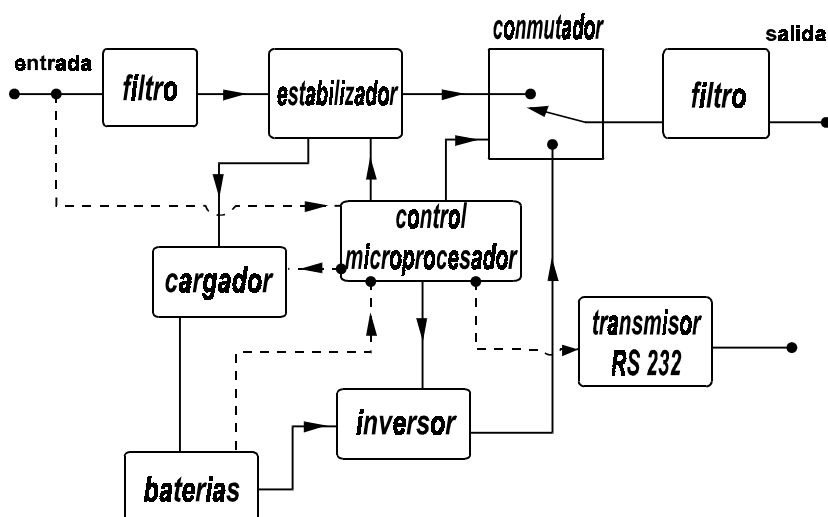 conmutador
salida
entrada
filtro
estabilizador
filtro
control
microprocesador
cargador
transmisor
RS 232
inversor
baterias